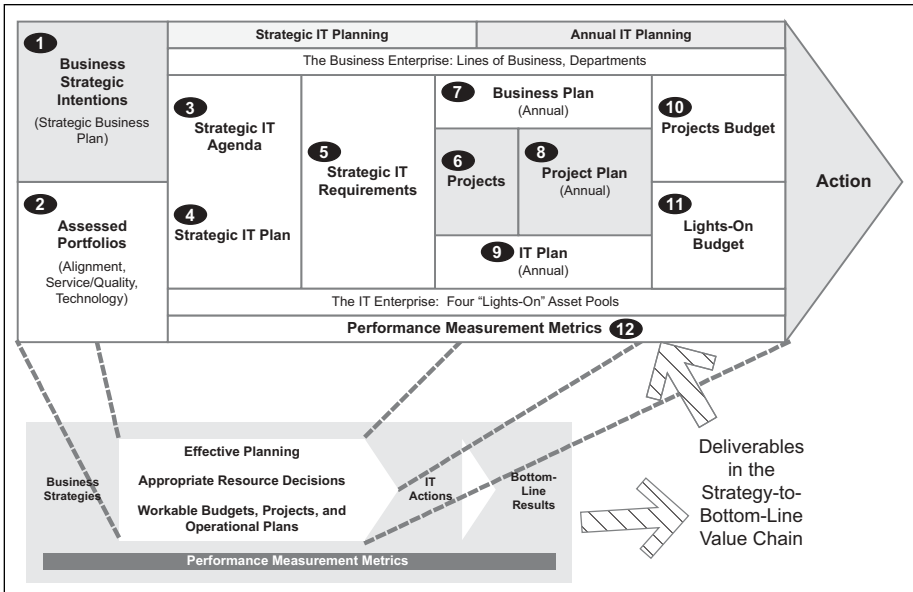 1
Business
Strategic
Intentions
(Strategic Business
Plan)
2
Assessed
Portfolios
(Alignment,
Service/Quality,
Technology)
Strategic IT Planning
Annual IT Planning
The Business Enterprise: Lines of Business, Departments
3
Strategic IT
Agenda
4
Strategic IT Plan
5
Strategic IT
Requirements
7 Business Plan
(Annual)
6
Projects
8
Project Plan
(Annual)
9 IT Plan
(Annual)
10
Projects Budget
11
Lights-On
Budget
Action
The IT Enterprise: Four “Lights-On” Asset Pools
Performance Measurement Metrics 12
Business
Strategies
Effective Planning
Appropriate Resource Decisions
Workable Budgets, Projects, and
Operational Plans
IT
Actions
Bottom-
Line
Results
Performance Measurement Metrics
Deliverables
in the
Strategy-to-
Bottom-Line
Value Chain